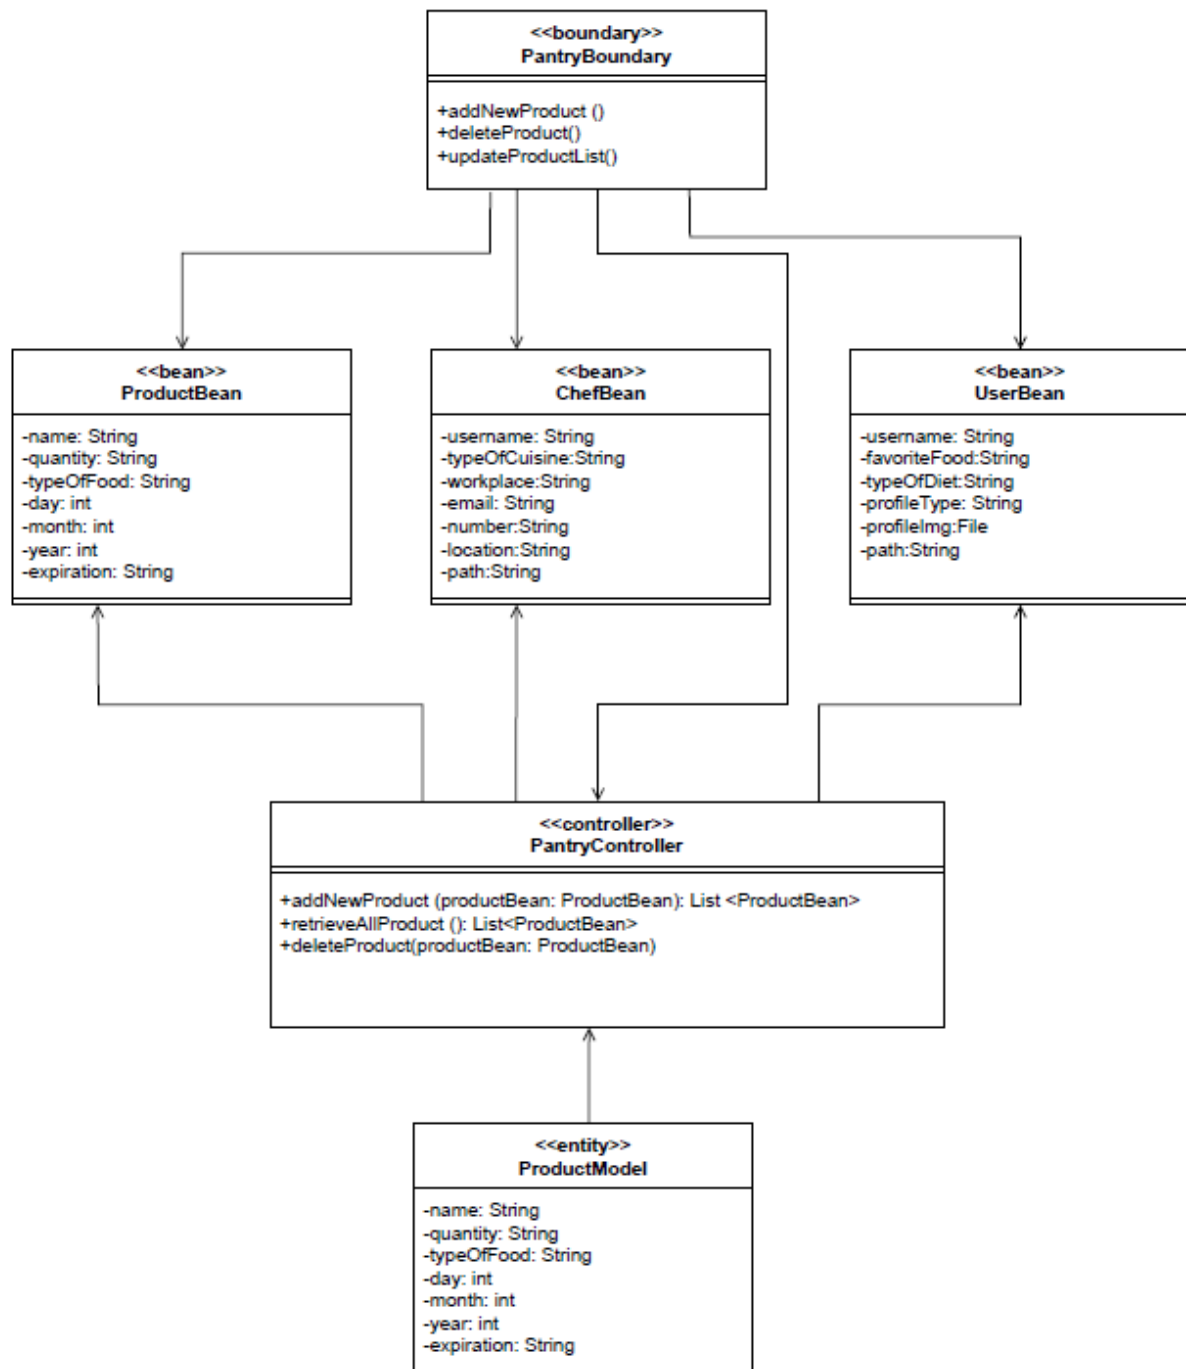 <<boundary>>
PantryBoundary
+addNewProduct ()
+deleteProduct()
+updateProductList()
<<bean>>
ProductBean
-name: String
-quantity: String
-typeOfFood: String
-day: int
-month: int
-year: int
-expiration: String
<<bean>>
ChefBean
-username: String
-typeOfCuisine:String
-workplace:String
-email: String
-number:String
-location:String
-path:String
<<bean>>
UserBean
-username: String
-favoriteFood:String
-typeOfDiet:String
-profileType: String
-profileImg:File
-path:String
<<controller>>
PantryController
+addNewProduct (productBean: ProductBean): List <ProductBean>
+retrieveAllProduct (): List<ProductBean>
+deleteProduct(productBean: ProductBean)
<<entity>>
ProductModel
-name: String
-quantity: String
-typeOfFood: String
-day: int
-month: int
-year: int
-expiration: String